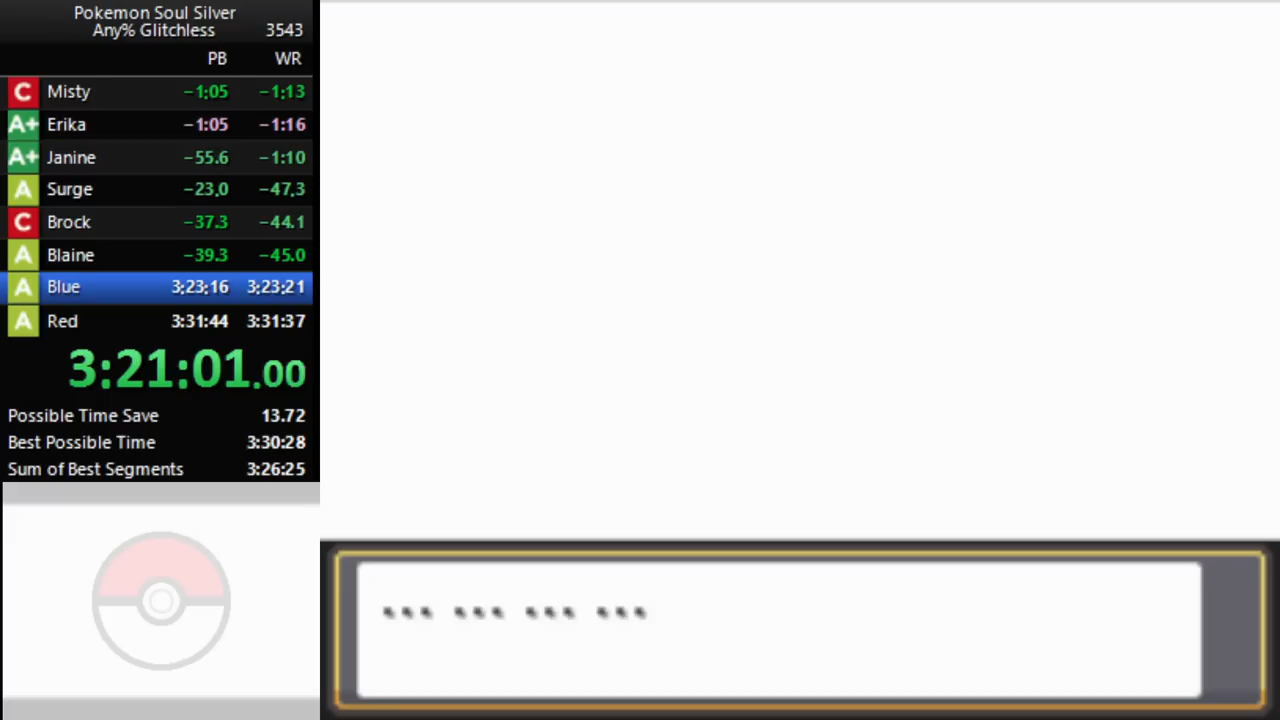 Pokemon Soul Silver
Any% Glitchless 3543
PB WR
C Misty −1:05 −1:13
A+ Erika −1:05 −1:16
A+ Janine −55.6 −1:10
A Surge −23.0 −47.3
C Brock −37.3 −44.1
A Blaine −39.3 −45.0
A Blue 3:23:16 3:23:21
A Red 3:31:44 3:31:37
3:21:01.00
Possible Time Save 13.72
Best Possible Time 3:30:28
Sum of Best Segments 3:26:25
... ... ... ...